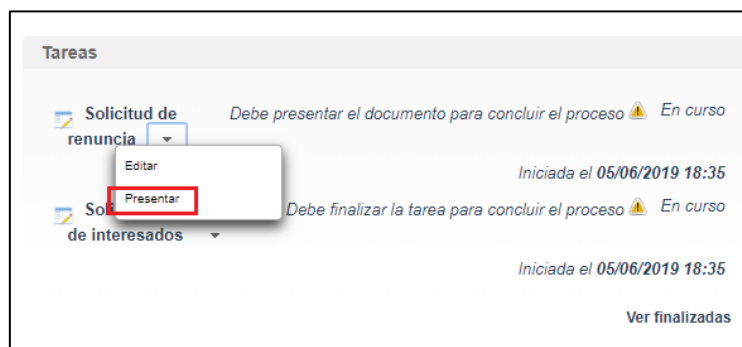 Tareas
Solicitud de
renuncia
Debe presentar el documento para concluir el proceso
En curso
Editar
Presentar
Iniciada el 05/06/2019 18:35
de interesados
Debe finalizar la tarea para concluir el proceso
En curso
Iniciada el 05/06/2019 18:35
Ver finalizadas